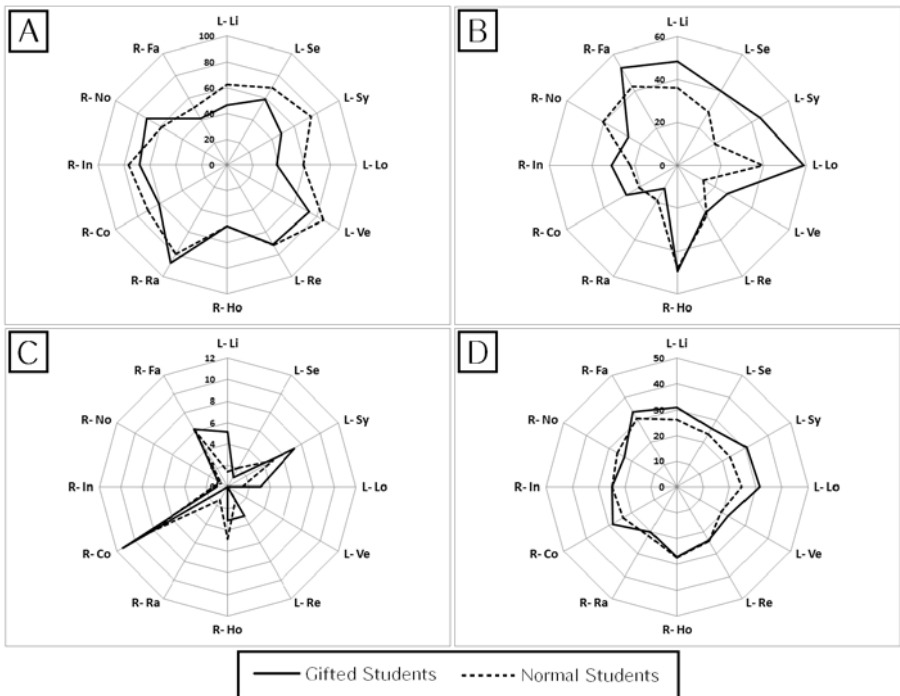 A
L- Li
L- Se
L- Sy
L- Lo
L- Ve
L- Re
R- Ho
R- Ra
R- Co
R- In
R- No
R- Fa
100
80
60
40
20
0
B
L- Li
L- Se
L- Sy
L- Lo
L- Ve
L- Re
R- Ho
R- Ra
R- Co
R- In
R- No
R- Fa
60
40
20
0
C
L- Li
L- Se
L- Sy
L- Lo
L- Ve
L- Re
R- Ho
R- Ra
R- Co
R- In
R- No
R- Fa
12
10
8
6
4
0
D
L- Li
L- Se
L- Sy
L- Lo
L- Ve
L- Re
R- Ho
R- Ra
R- Co
R- In
R- No
R- Fa
50
40
30
20
10
0
Gifted Students
Normal Students